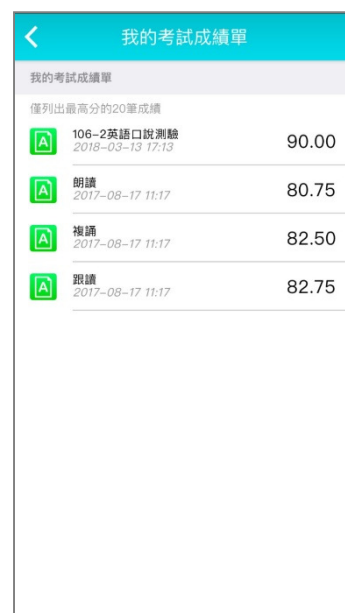 我的考試成績單
我的考試成績單
僅列出最高分的20筆成績
106-2英語口說測驗
2018-03-13 17:13
90.00
朗讀
2017-08-17 11:17
80.75
複誦
2017-08-17 11:17
82.50
跟讀
2017-08-17 11:17
82.75